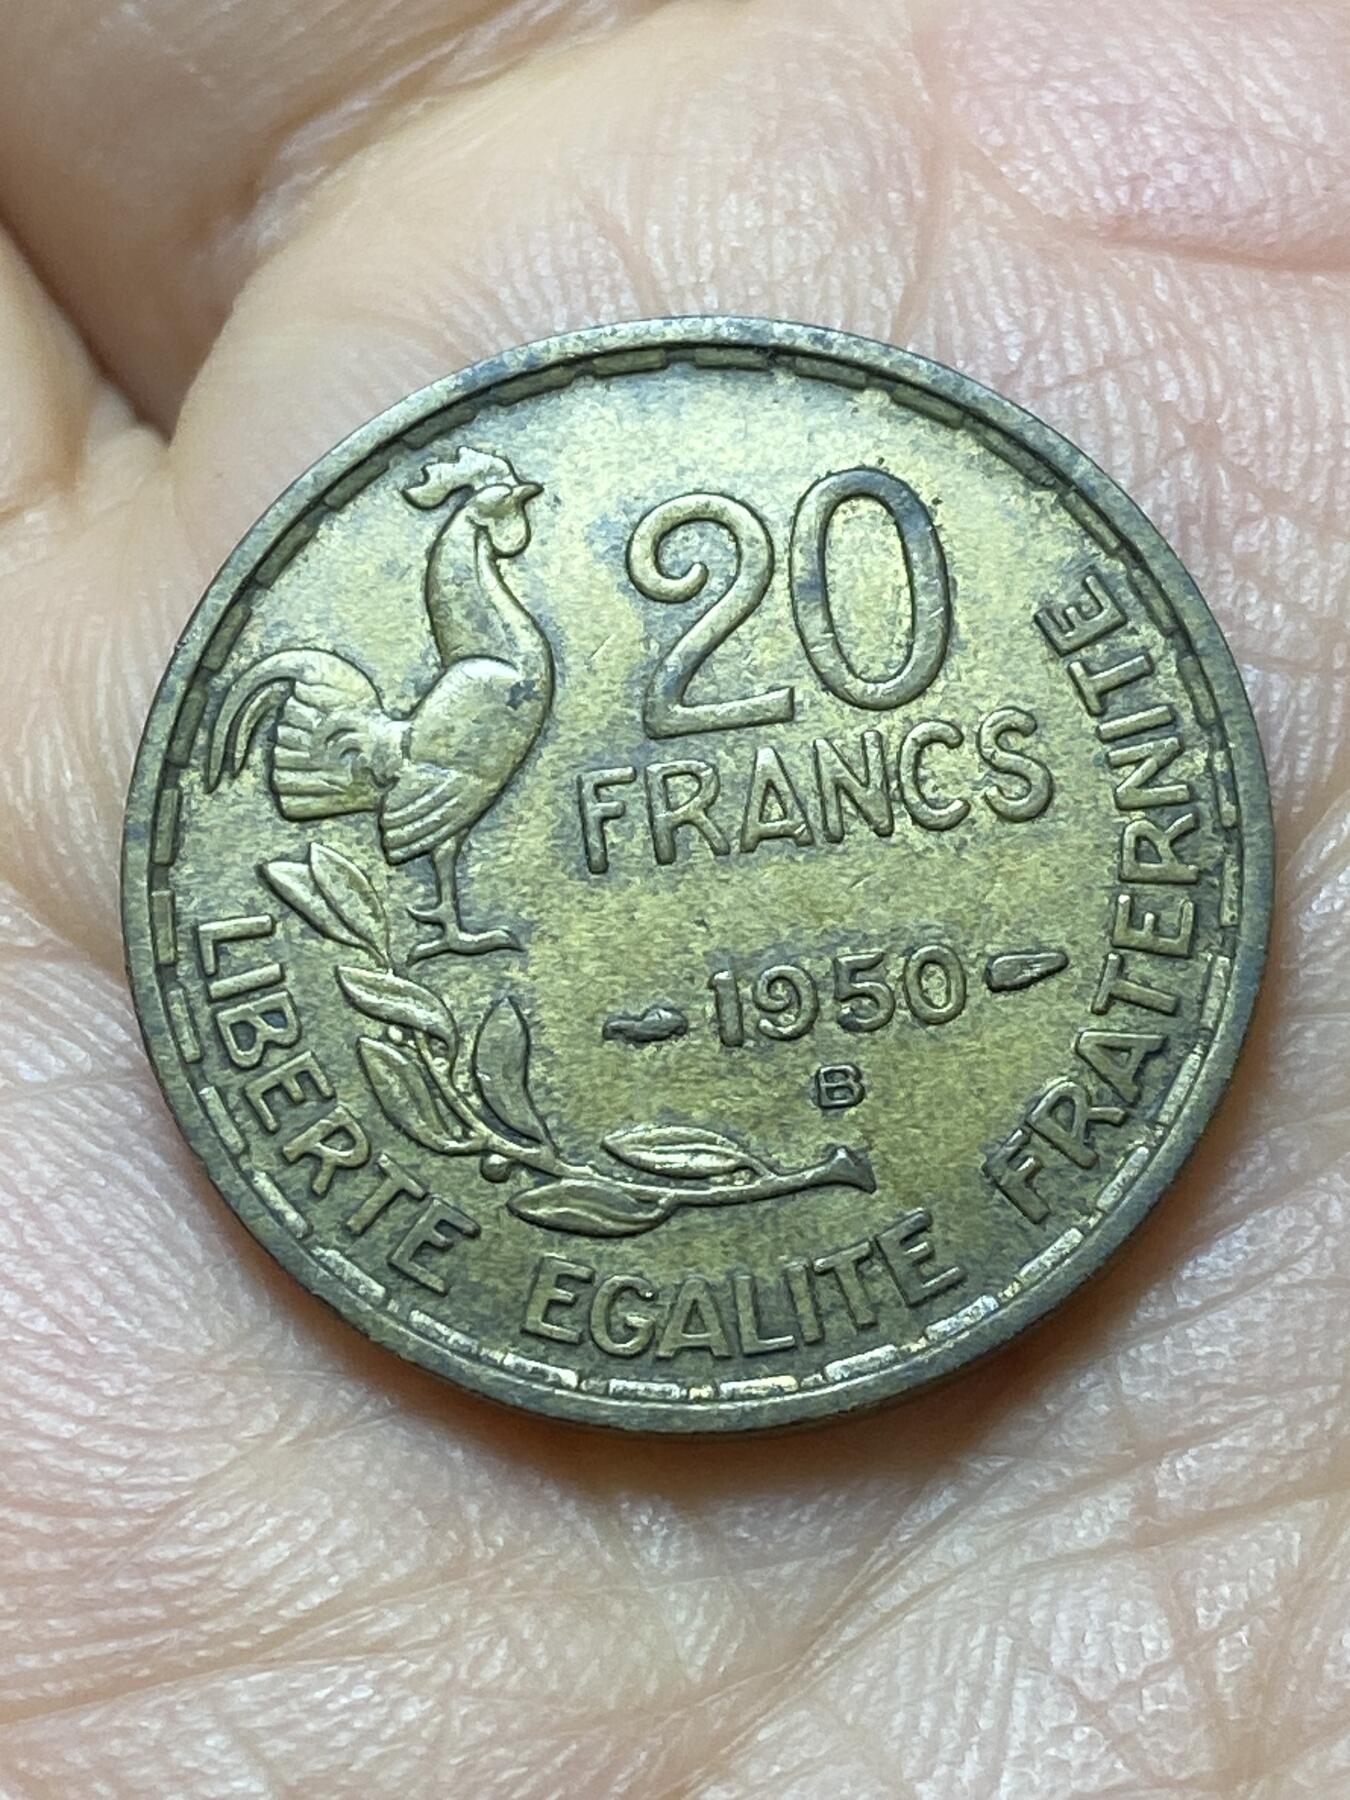 20
FRANCS
1950
B
LIBERTE EGALITE FRATERNITE